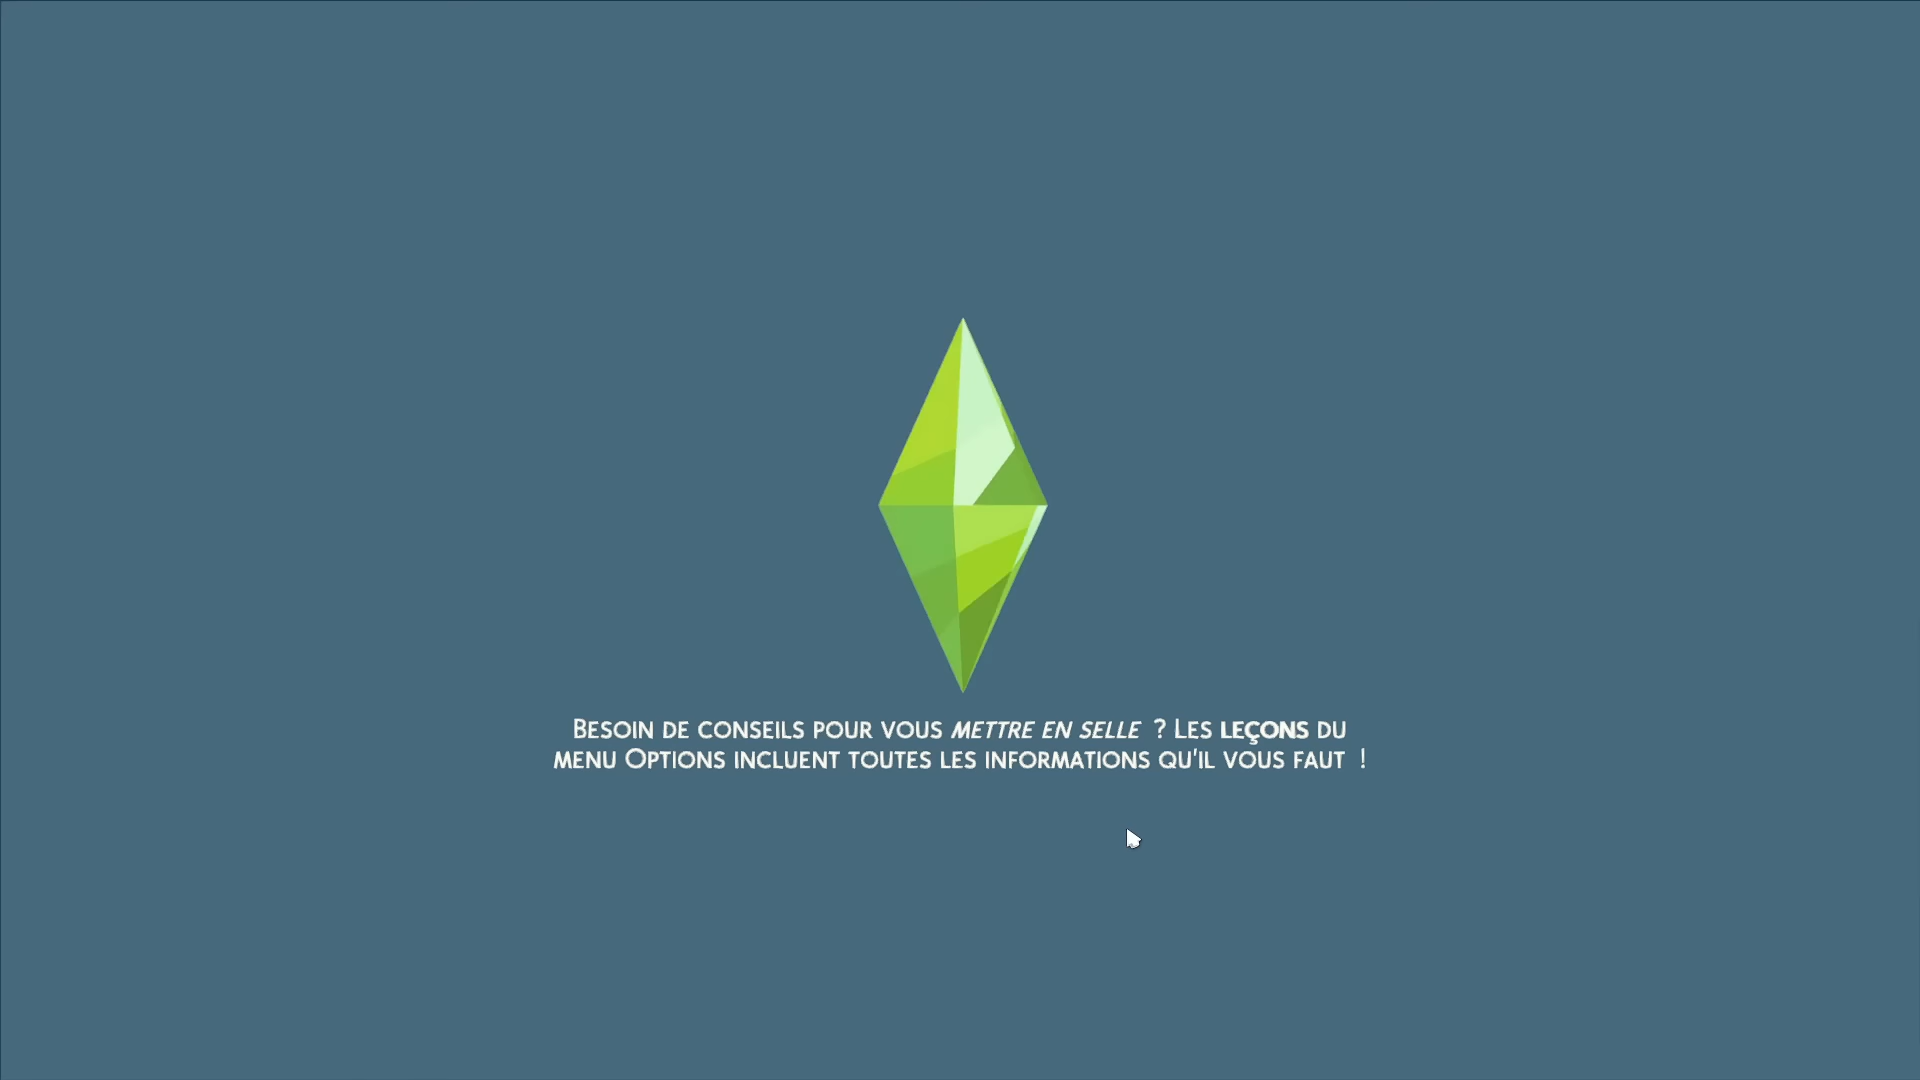 Besoin de conseils pour vous mettre en selle ? Les leçons du
menu Options incluent toutes les informations qu'il vous faut !